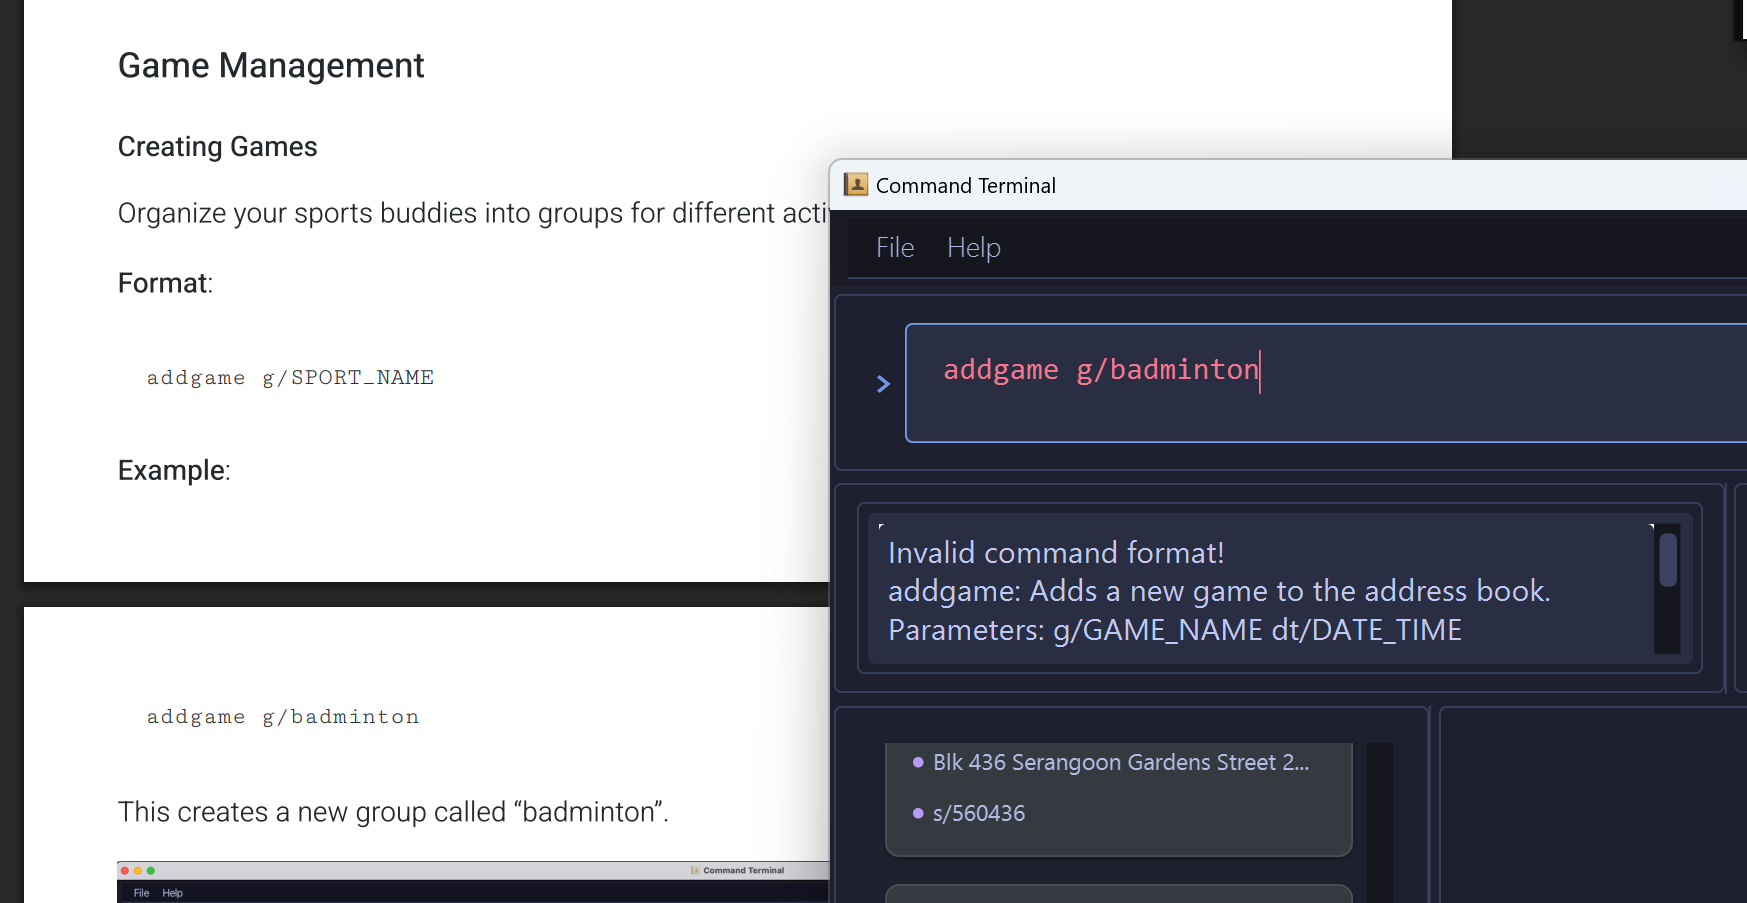 Game Management
Creating Games
Organize your sports buddies into groups for different
Format:
addgame g/SPORT_NAME
Example:
addgame g/badminton
This creates a new group called “badminton”.
Command Terminal
File Help
Command Terminal
File Help
> addgame g/badminton
Invalid command format!
addgame: Adds a new game to the address book.
Parameters: g/GAME_NAME dt/DATE_TIME
Blk 436 Serangoon Gardens Street 2...
s/560436